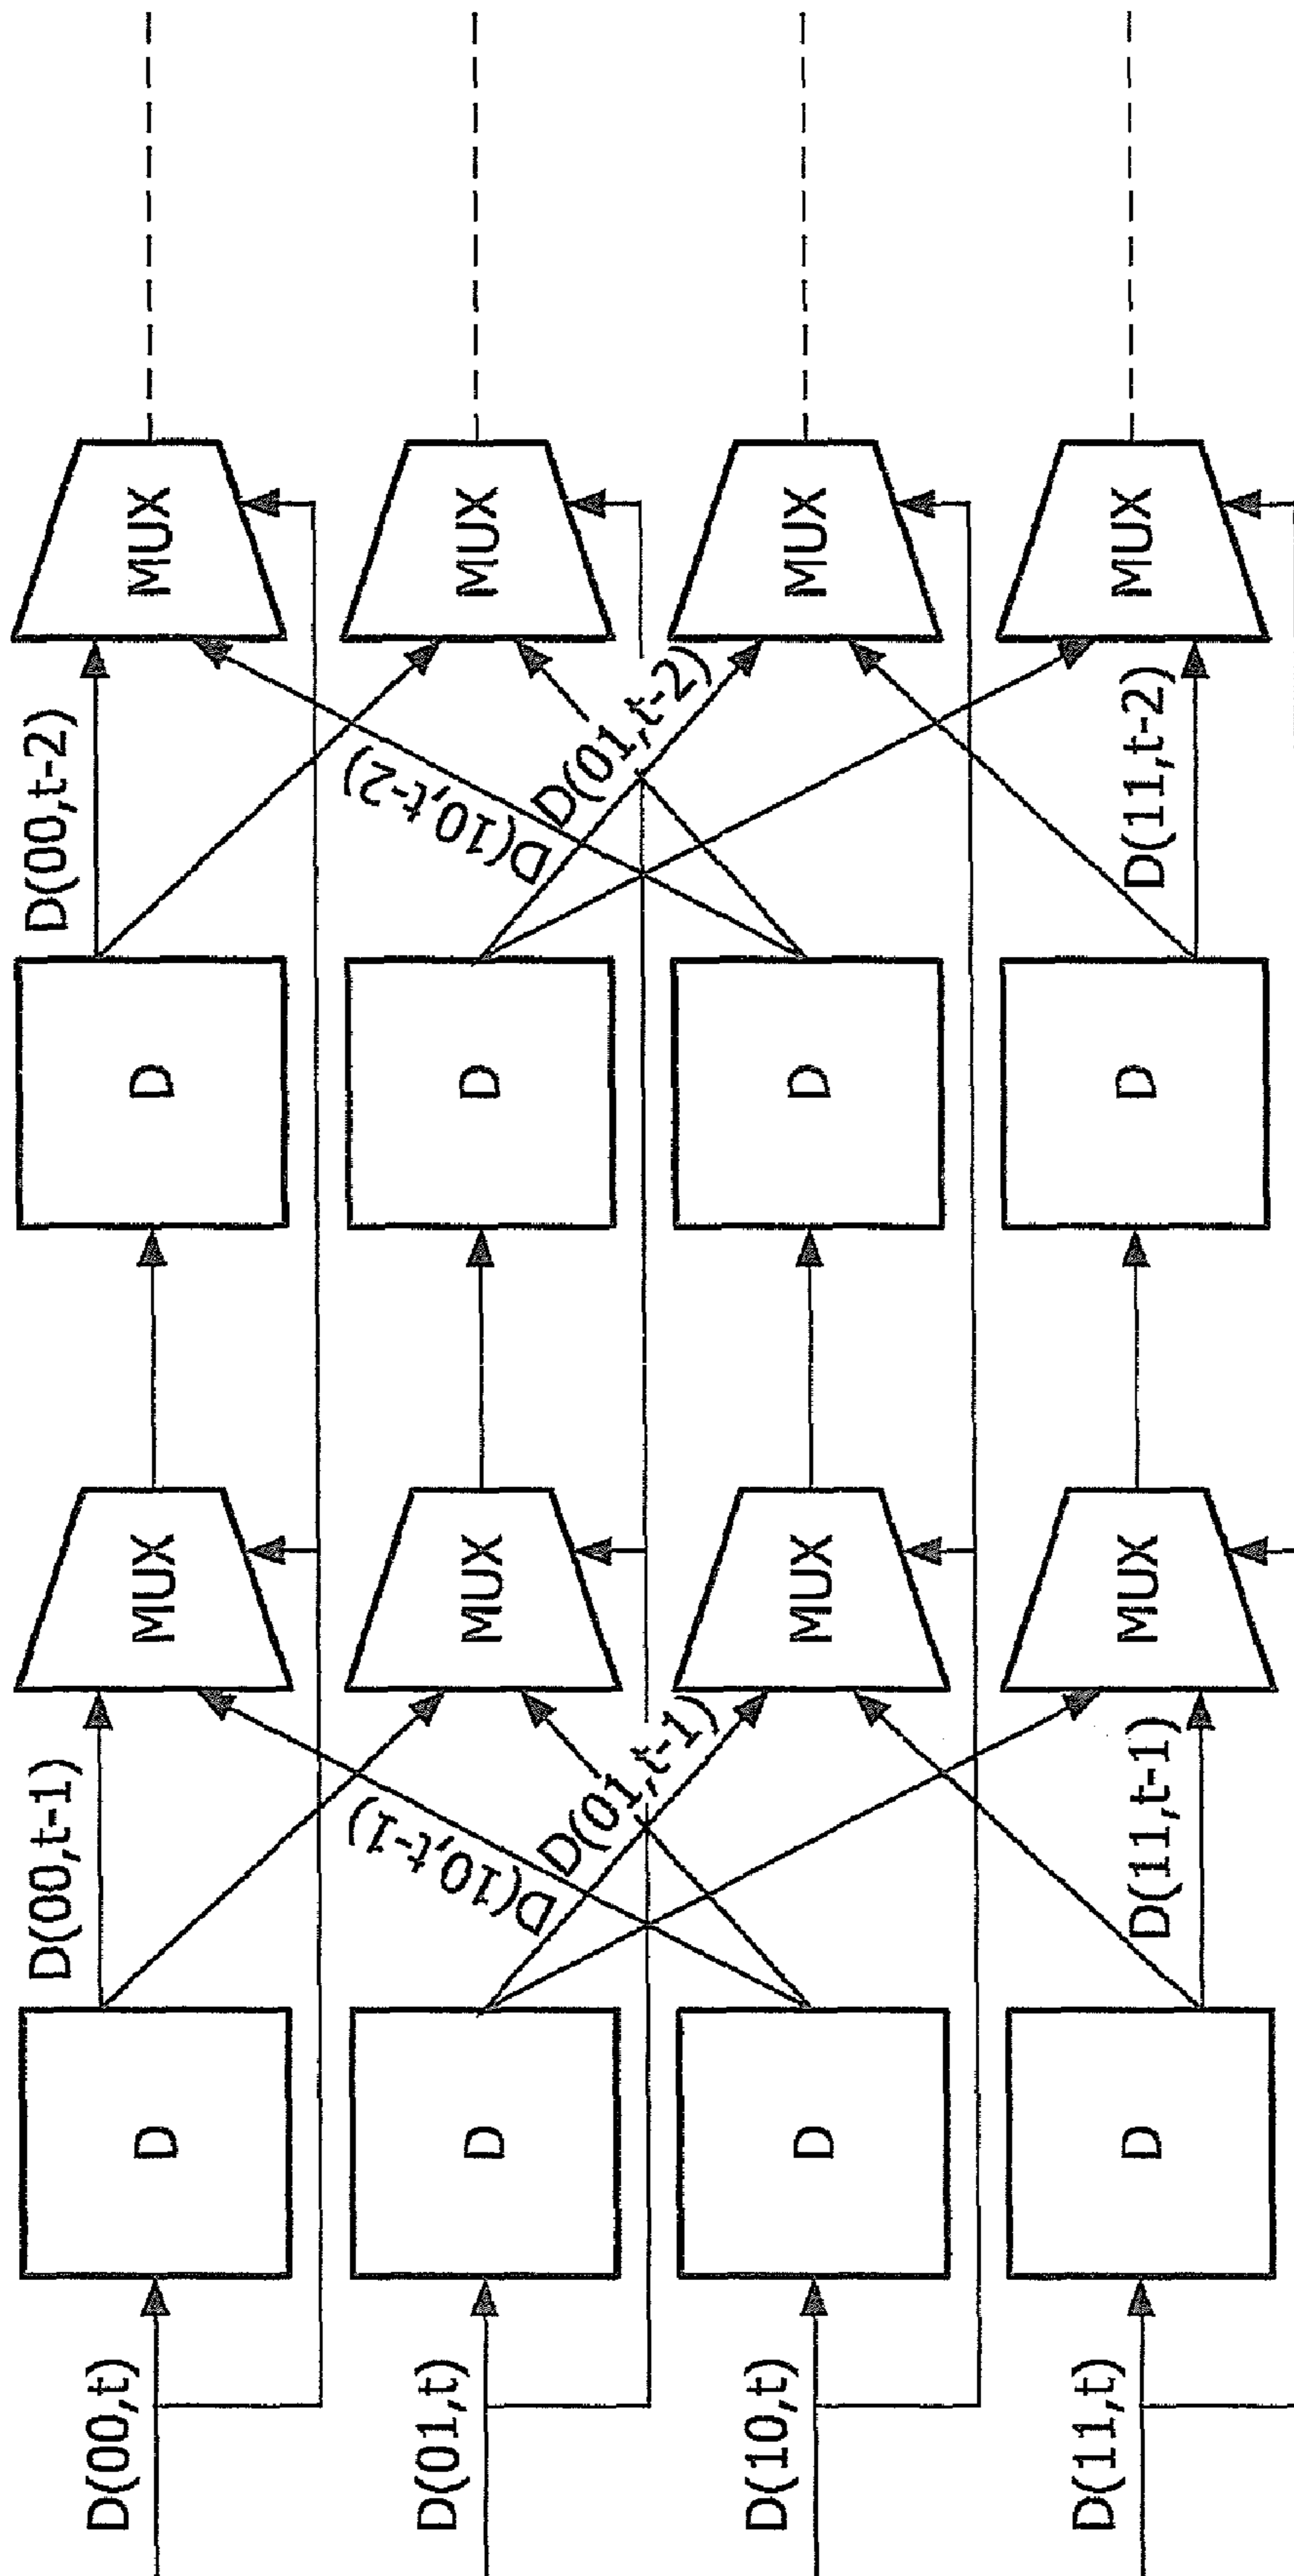 D(00,t)
D
D(00,t-1)
MUX
D
D(00,t-2)
MUX
D(01,t)
D
D(01,t-1)
MUX
D
D(01,t-2)
MUX
D(10,t)
D
D(10,t-1)
MUX
D
D(10,t-2)
MUX
D(11,t)
D
D(11,t-1)
MUX
D
D(11,t-2)
MUX